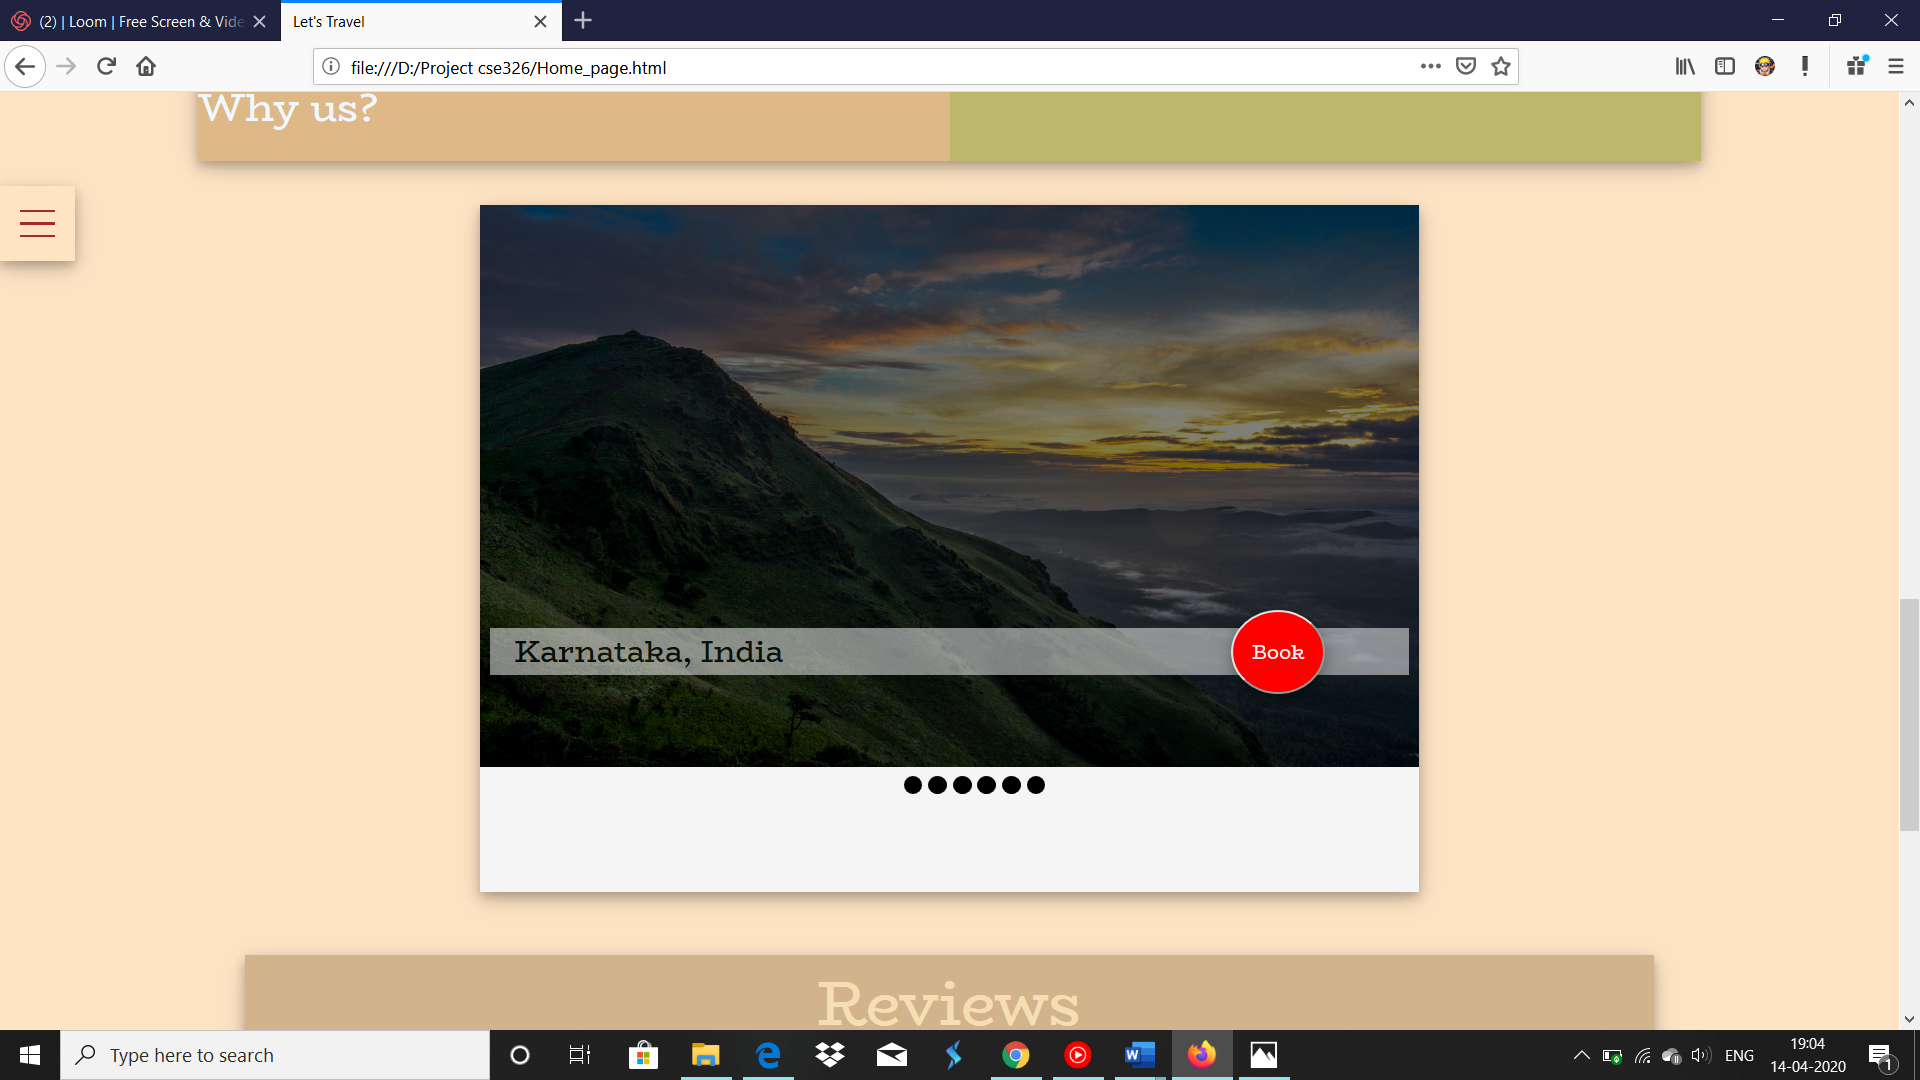 (2) | Loom | Free Screen & Vide
Let's Travel
file:///D:/Project cse326/Home_page.html
Why us?
Karnataka, India
Book
Reviews
Type here to search
ENG
19:04
14-04-2020
1